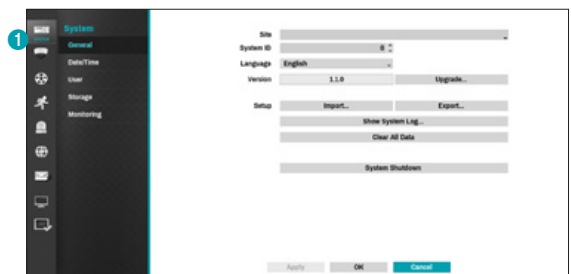 1
System
General
Date/Time
User
Storage
Monitoring
Site
System ID 0
Language English
Version 1.1.0 Upgrade...
Setup Import... Export...
Show System Log...
Clear All Data
System Shutdown
Apply OK Cancel